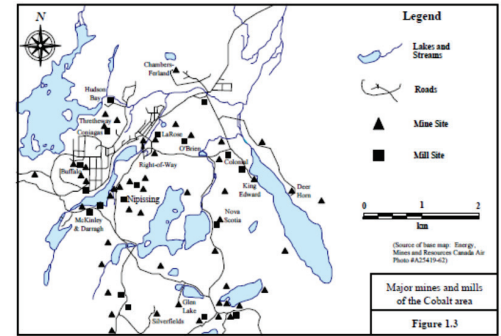 N
Chambers-
Ferland
Hudson
Bay
Trethewey
Coniagas
LaRose
O'Brien
Right-of-Way
Colonial
Buffalo
King
Edward
Deer
Horn
Nipissing
McKinley
& Darragh
Nova
Scotia
Glen
Lake
Silverfields
Legend
Lakes and
Streams
Roads
Mine Site
Mill Site
0 1 2
km
(Source of base map: Energy,
Mines and Resources Canada Air
Photo #A25419-62)
Major mines and mills
of the Cobalt area
Figure 1.3